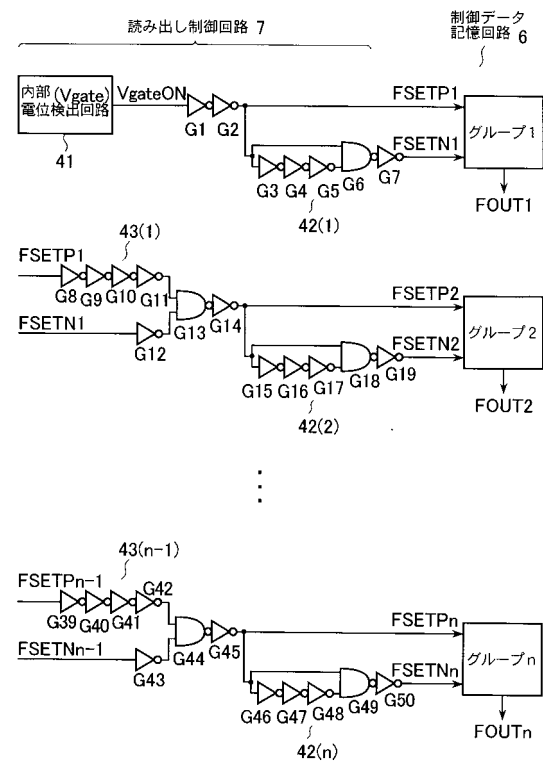 読み出し制御回路 7
制御データ
記憶回路 6
内部(Vgate)
電位検出回路
41
VgateON
G1 G2
G3 G4 G5 G6 G7
42(1)
FSETP1
FSETN1
グループ1
FOUT1
43(1)
FSETP1
G8 G9 G10 G11
FSETN1
G12 G13 G14
G15 G16 G17 G18 G19
42(2)
FSETP2
FSETN2
グループ2
FOUT2
43(n-1)
FSETPn-1
G39 G40 G41 G42
FSETNn-1
G43 G44 G45
G46 G47 G48 G49 G50
42(n)
FSETPn
FSETNn
グループn
FOUTn